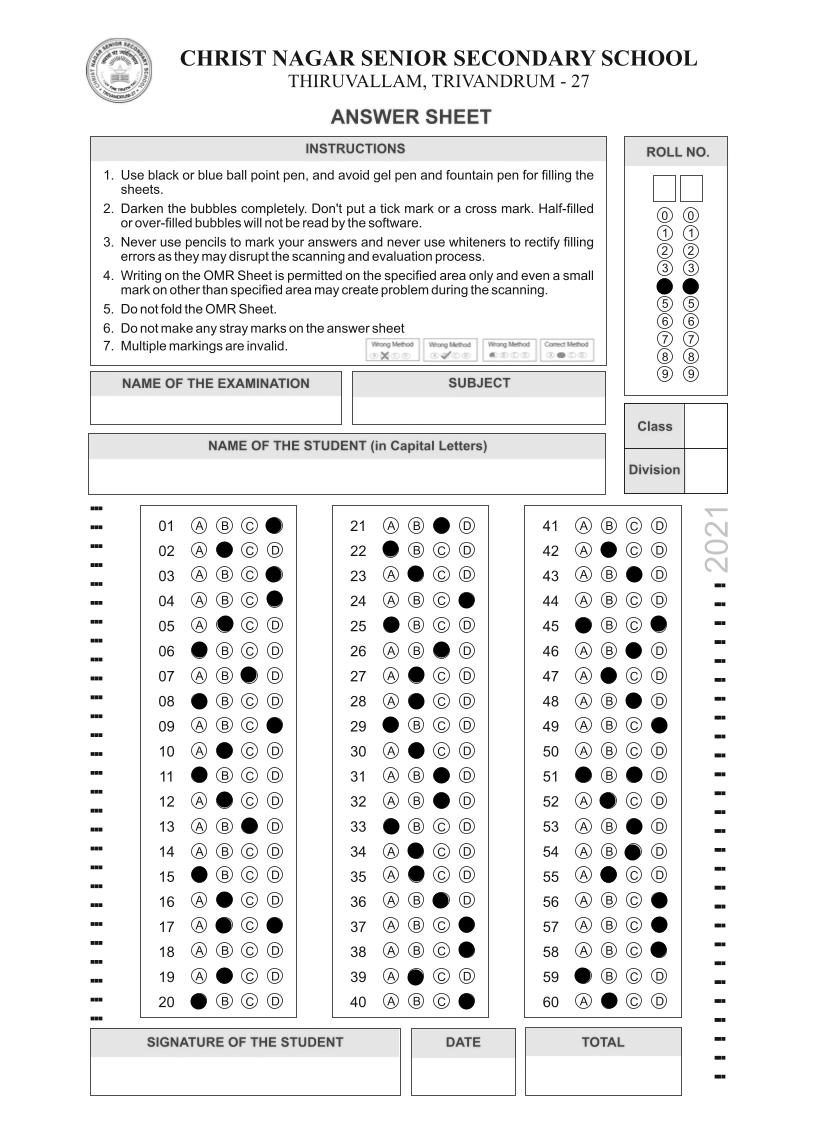 CHRIST NAGAR SENIOR SECONDARY SCHOOL
THIRUVALLAM, TRIVANDRUM - 27
ANSWER SHEET
INSTRUCTIONS
1. Use black or blue ball point pen, and avoid gel pen and fountain pen for filling the
sheets.
2. Darken the bubbles completely. Don't put a tick mark or a cross mark. Half-filled
or over-filled bubbles will not be read by the software.
3. Never use pencils to mark your answers and never use whiteners to rectify filling
errors as they may disrupt the scanning and evaluation process.
4. Writing on the OMR Sheet is permitted on the specified area only and even a small
mark on other than specified area may create problem during the scanning.
5. Do not fold the OMR Sheet.
6. Do not make any stray marks on the answer sheet
7. Multiple markings are invalid.
Wrong Method Wrong Method Wrong Method Correct Method
ROLL NO.
0 0
1 1
2 2
3 3
5 5
6 6
7 7
8 8
9 9
NAME OF THE EXAMINATION
SUBJECT
NAME OF THE STUDENT (in Capital Letters)
Class
Division
2021
01 A B C
02 A C D
03 A B C
04 A B C
05 A C D
06 B C D
07 A B D
08 B C D
09 A B C
10 A C D
11 B C D
12 A C D
13 A B D
14 A B C D
15 B C D
16 A C D
17 A C
18 A B C D
19 A C D
20 B C D
21 A B D
22 B C D
23 A C D
24 A B C
25 B C D
26 A B D
27 A C D
28 A C D
29 B C D
30 A C D
31 A B D
32 A B D
33 B C D
34 A C D
35 A C D
36 A B D
37 A B C
38 A B C
39 A C D
40 A B C
41 A B C D
42 A C D
43 A B D
44 A B C D
45 B C
46 A B D
47 A C D
48 A B D
49 A B C
50 A B C D
51 B D
52 A C D
53 A B D
54 A B D
55 A C D
56 A B C
57 A B C
58 A B C
59 B C D
60 A C D
SIGNATURE OF THE STUDENT
DATE
TOTAL